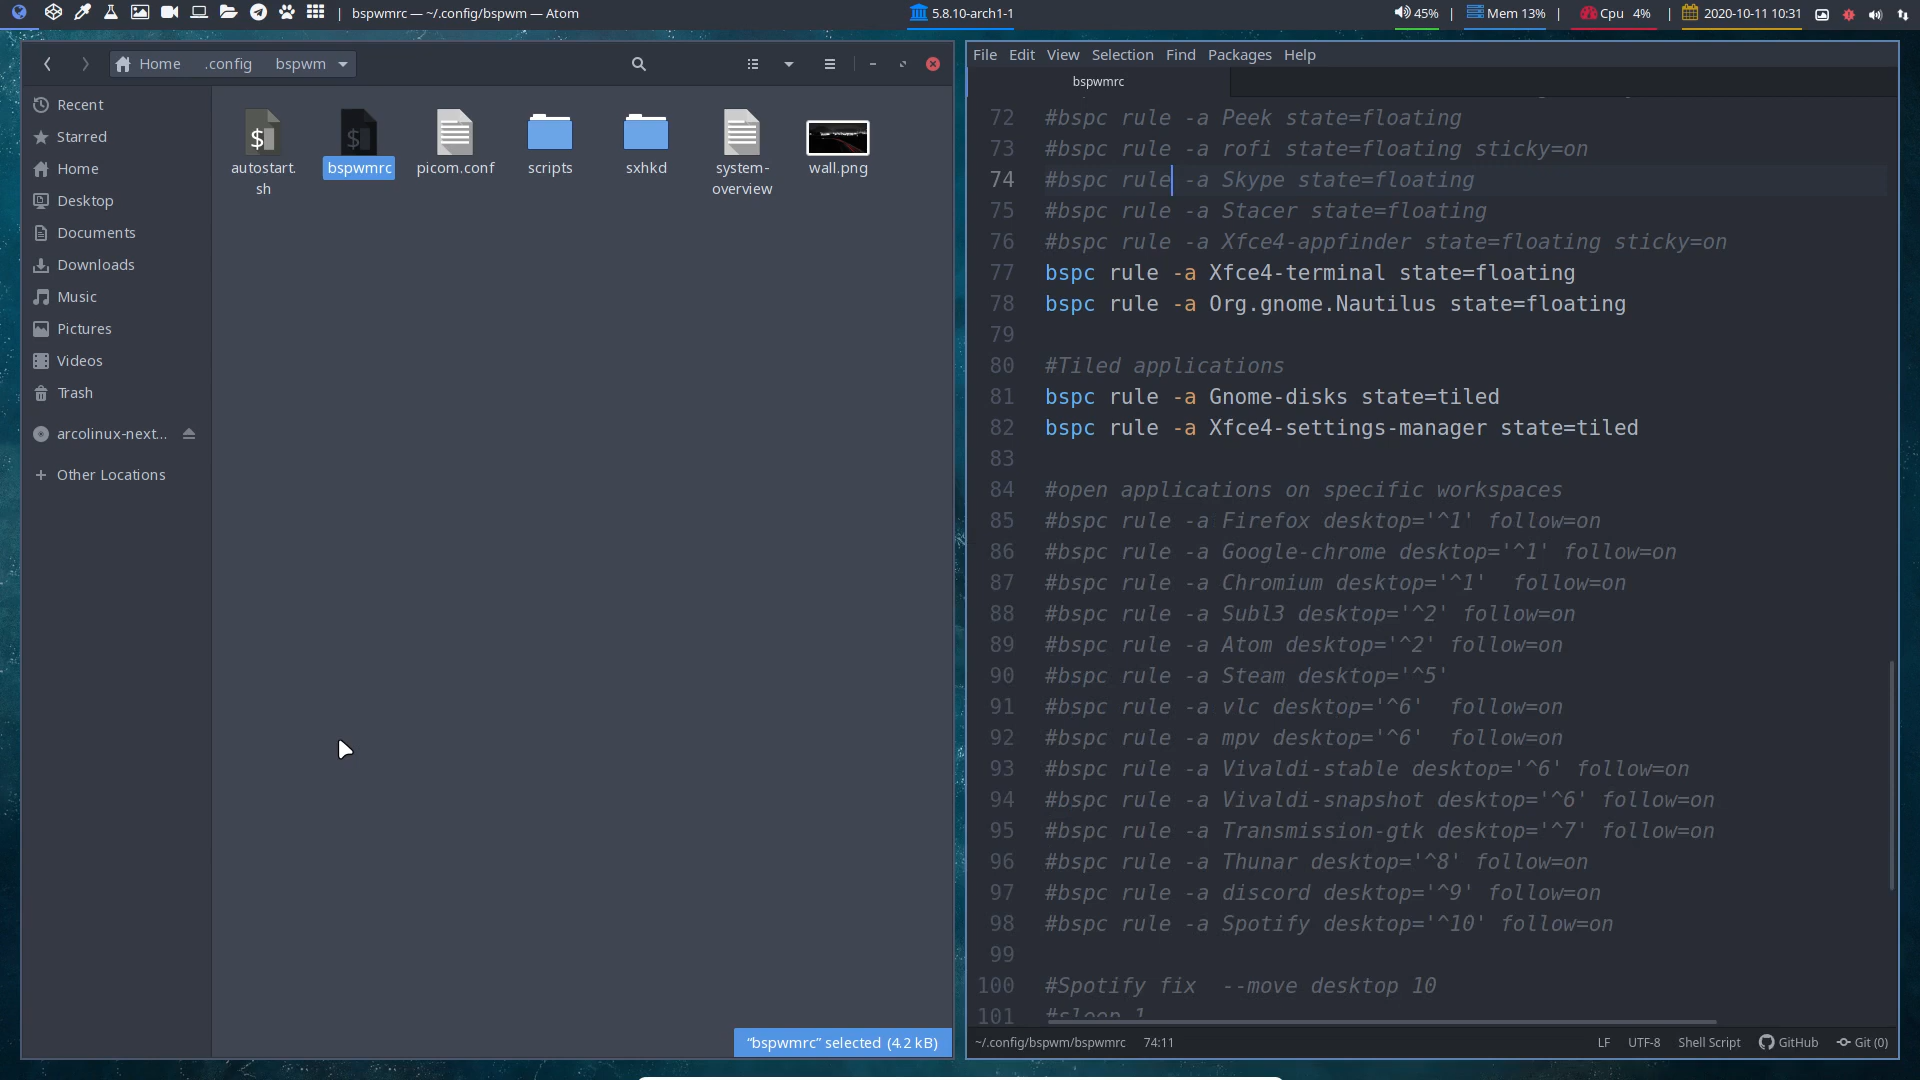 bspwmrc — ~/.config/bspwm — Atom
5.8.10-arch1-1
45%
Mem 13%
Cpu 4%
2020-10-11 10:31
Home .config bspwm
Recent
Starred
Home
Desktop
Documents
Downloads
Music
Pictures
Videos
Trash
arcolinux-next...
Other Locations
autostart.
sh
bspwmrc
picom.conf
scripts
sxhkd
system-
overview
wall.png
“bspwmrc” selected (4.2 kB)
File Edit View Selection Find Packages Help
bspwmrc
72 #bspc rule -a Peek state=floating
73 #bspc rule -a rofi state=floating sticky=on
74 #bspc rule -a Skype state=floating
75 #bspc rule -a Stacer state=floating
76 #bspc rule -a Xfce4-appfinder state=floating sticky=on
77 bspc rule -a Xfce4-terminal state=floating
78 bspc rule -a Org.gnome.Nautilus state=floating
79
80 #Tiled applications
81 bspc rule -a Gnome-disks state=tiled
82 bspc rule -a Xfce4-settings-manager state=tiled
83
84 #open applications on specific workspaces
85 #bspc rule -a Firefox desktop='^1' follow=on
86 #bspc rule -a Google-chrome desktop='^1' follow=on
87 #bspc rule -a Chromium desktop='^1'  follow=on
88 #bspc rule -a Subl3 desktop='^2' follow=on
89 #bspc rule -a Atom desktop='^2' follow=on
90 #bspc rule -a Steam desktop='^5'
91 #bspc rule -a vlc desktop='^6'  follow=on
92 #bspc rule -a mpv desktop='^6'  follow=on
93 #bspc rule -a Vivaldi-stable desktop='^6' follow=on
94 #bspc rule -a Vivaldi-snapshot desktop='^6' follow=on
95 #bspc rule -a Transmission-gtk desktop='^7' follow=on
96 #bspc rule -a Thunar desktop='^8' follow=on
97 #bspc rule -a discord desktop='^9' follow=on
98 #bspc rule -a Spotify desktop='^10' follow=on
99
100 #Spotify fix  --move desktop 10
101 #sleep 1
~/.config/bspwm/bspwmrc 74:11
LF UTF-8 Shell Script GitHub Git (0)